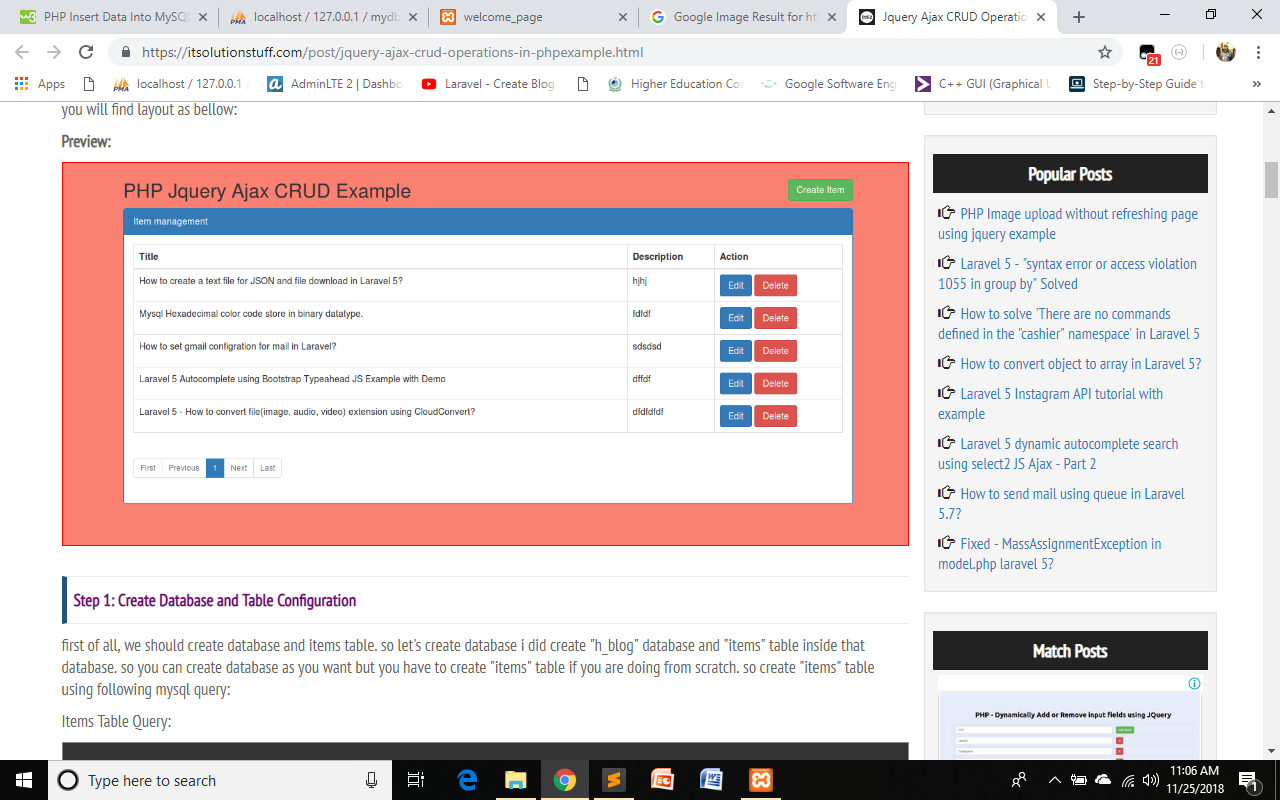 PHP Insert Data Into MySQL
localhost / 127.0.0.1 / mydb
welcome_page
Google Image Result for htt
Jquery Ajax CRUD Operatio
https://itsolutionstuff.com/post/jquery-ajax-crud-operations-in-phpexample.html
21
Apps
localhost / 127.0.0.1 /
AdminLTE 2 | Dashbo
Laravel - Create Blog
Higher Education Co
Google Software Eng
C++ GUI (Graphical U
Step-by-Step Guide t
you will find layout as bellow:
Preview:
PHP Jquery Ajax CRUD Example
Create Item
Item management
Title Description Action
How to create a text file for JSON and file download in Laravel 5? hjhj Edit Delete
Mysql Hexadecimal color code store in binary datatype. fdfdf Edit Delete
How to set gmail configration for mail in Laravel? sdsdsd Edit Delete
Laravel 5 Autocomplete using Bootstrap Typeahead JS Example with Demo dffdf Edit Delete
Laravel 5 - How to convert file(image, audio, video) extension using CloudConvert? dfdfdfdf Edit Delete
First Previous 1 Next Last
Step 1: Create Database and Table Configuration
first of all, we should create database and items table. so let's create database i did create "h_blog" database and "items" table inside that
database. so you can create database as you want but you have to create "items" table if you are doing from scratch. so create "items" table
using following mysql query:
Items Table Query:
Popular Posts
PHP Image upload without refreshing page
using jquery example
Laravel 5 - "syntax error or access violation
1055 in group by" Solved
How to solve 'There are no commands
defined in the "cashier" namespace' in Laravel 5
How to convert object to array in Laravel 5?
Laravel 5 Instagram API tutorial with
example
Laravel 5 dynamic autocomplete search
using select2 JS Ajax - Part 2
How to send mail using queue in Laravel
5.7?
Fixed - MassAssignmentException in
model.php laravel 5?
Match Posts
PHP - Dynamically Add or Remove input fields using JQuery
Type here to search
11:06 AM
11/25/2018
1